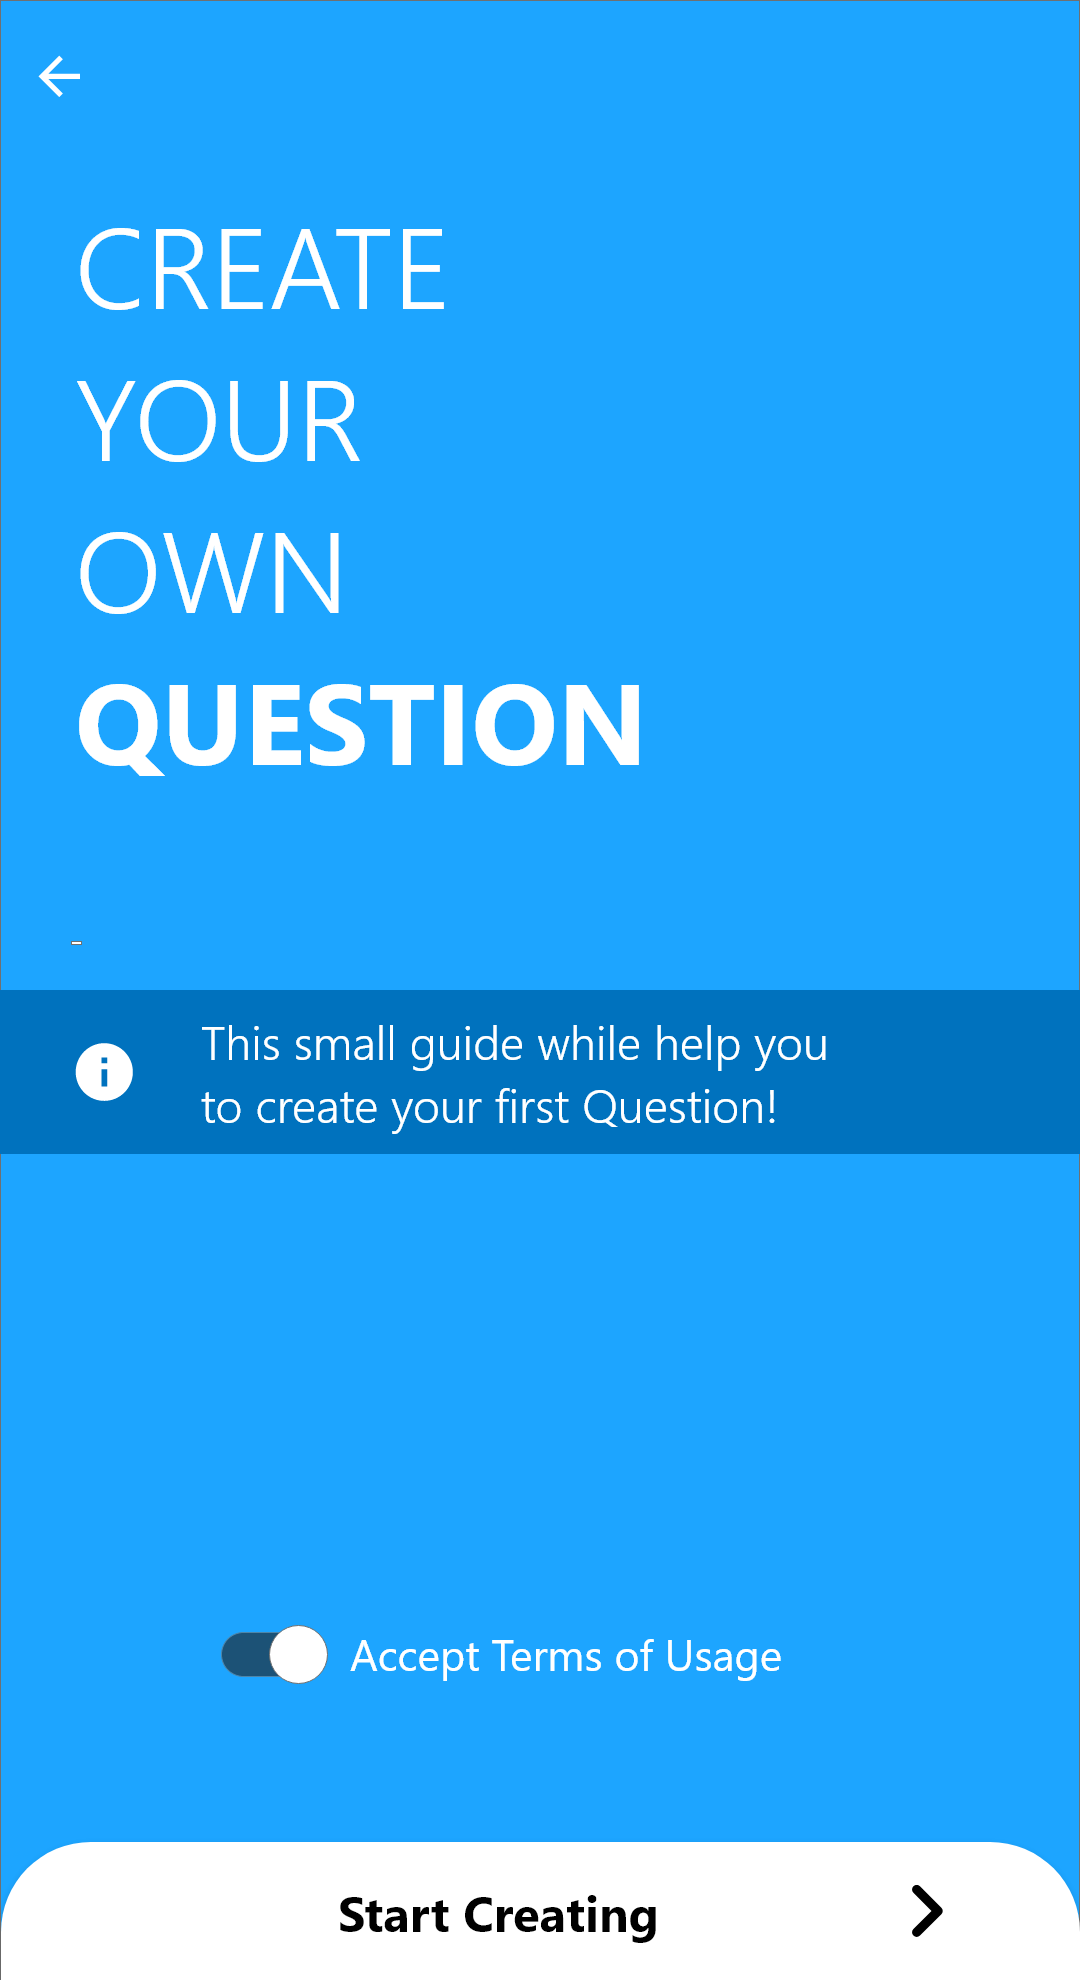 CREATE
YOUR
OWN
QUESTION
This small guide while help you
to create your first Question!
Accept Terms of Usage
Start Creating